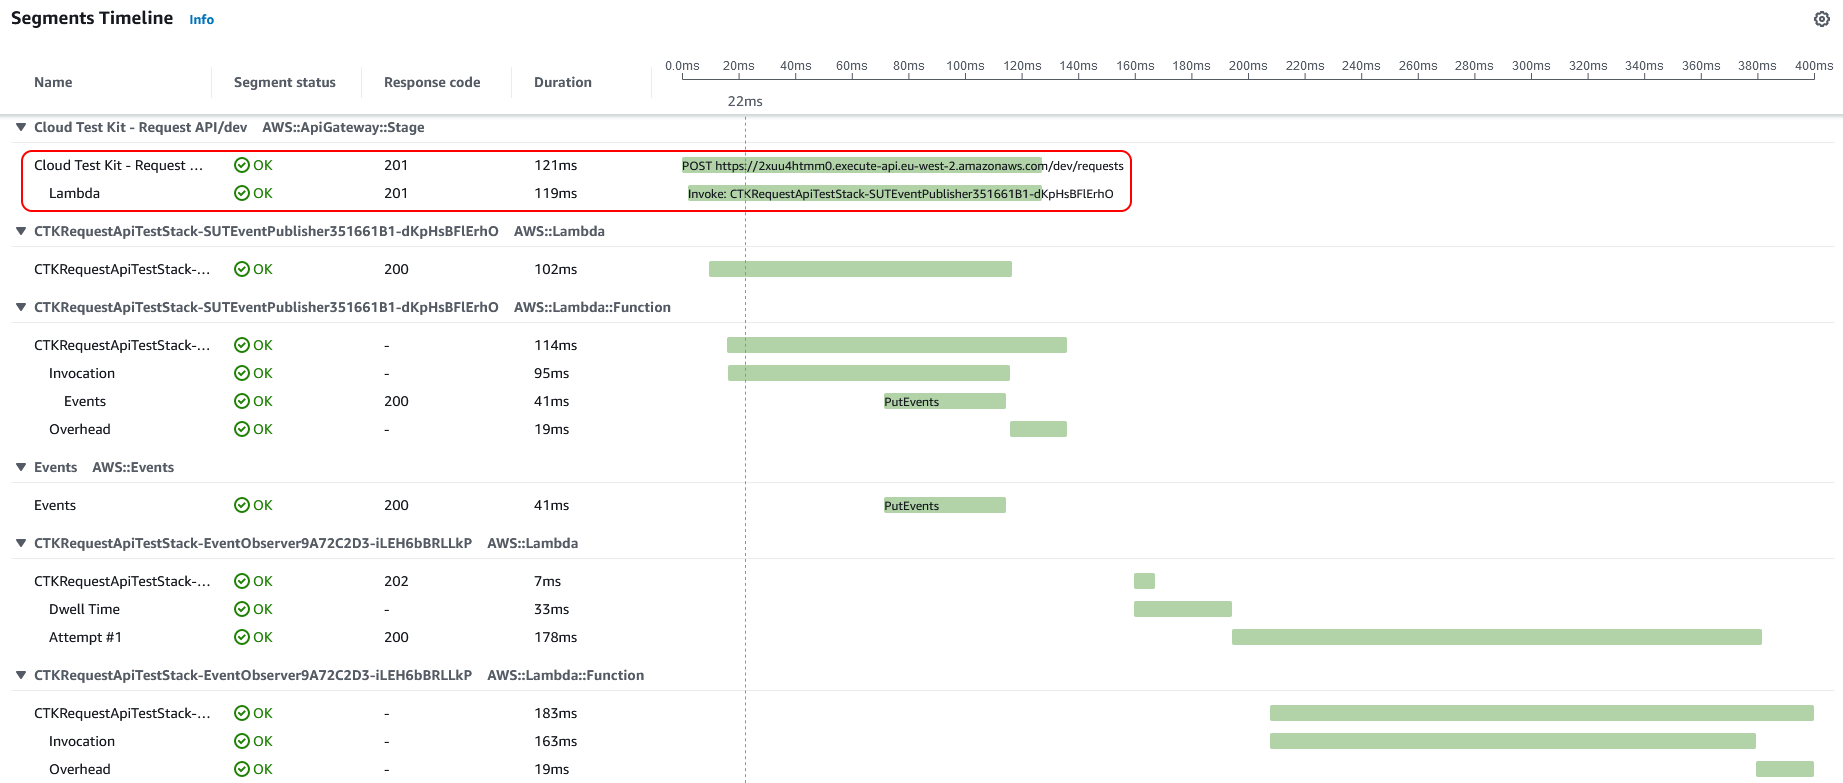 Segments Timeline Info
0.0ms 20ms 40ms 60ms 80ms 100ms 120ms 140ms 160ms 180ms 200ms 220ms 240ms 260ms 280ms 300ms 320ms 340ms 360ms 380ms 400ms
Name Segment status Response code Duration
22ms
Cloud Test Kit - Request API/dev AWS::ApiGateway::Stage
Cloud Test Kit - Request ... OK 201 121ms POST https://2xuu4htmm0.execute-api.eu-west-2.amazonaws.com/dev/requests
Lambda OK 201 119ms Invoke: CTKRequestApiTestStack-SUTEventPublisher351661B1-dKpHsBFlErhO
CTKRequestApiTestStack-SUTEventPublisher351661B1-dKpHsBFlErhO AWS::Lambda
CTKRequestApiTestStack-... OK 200 102ms
CTKRequestApiTestStack-SUTEventPublisher351661B1-dKpHsBFlErhO AWS::Lambda::Function
CTKRequestApiTestStack-... OK - 114ms
Invocation OK - 95ms
Events OK 200 41ms PutEvents
Overhead OK - 19ms
Events AWS::Events
Events OK 200 41ms PutEvents
CTKRequestApiTestStack-EventObserver9A72C2D3-iLEH6bBRLLkP AWS::Lambda
CTKRequestApiTestStack-... OK 202 7ms
Dwell Time OK - 33ms
Attempt #1 OK 200 178ms
CTKRequestApiTestStack-EventObserver9A72C2D3-iLEH6bBRLLkP AWS::Lambda::Function
CTKRequestApiTestStack-... OK - 183ms
Invocation OK - 163ms
Overhead OK - 19ms